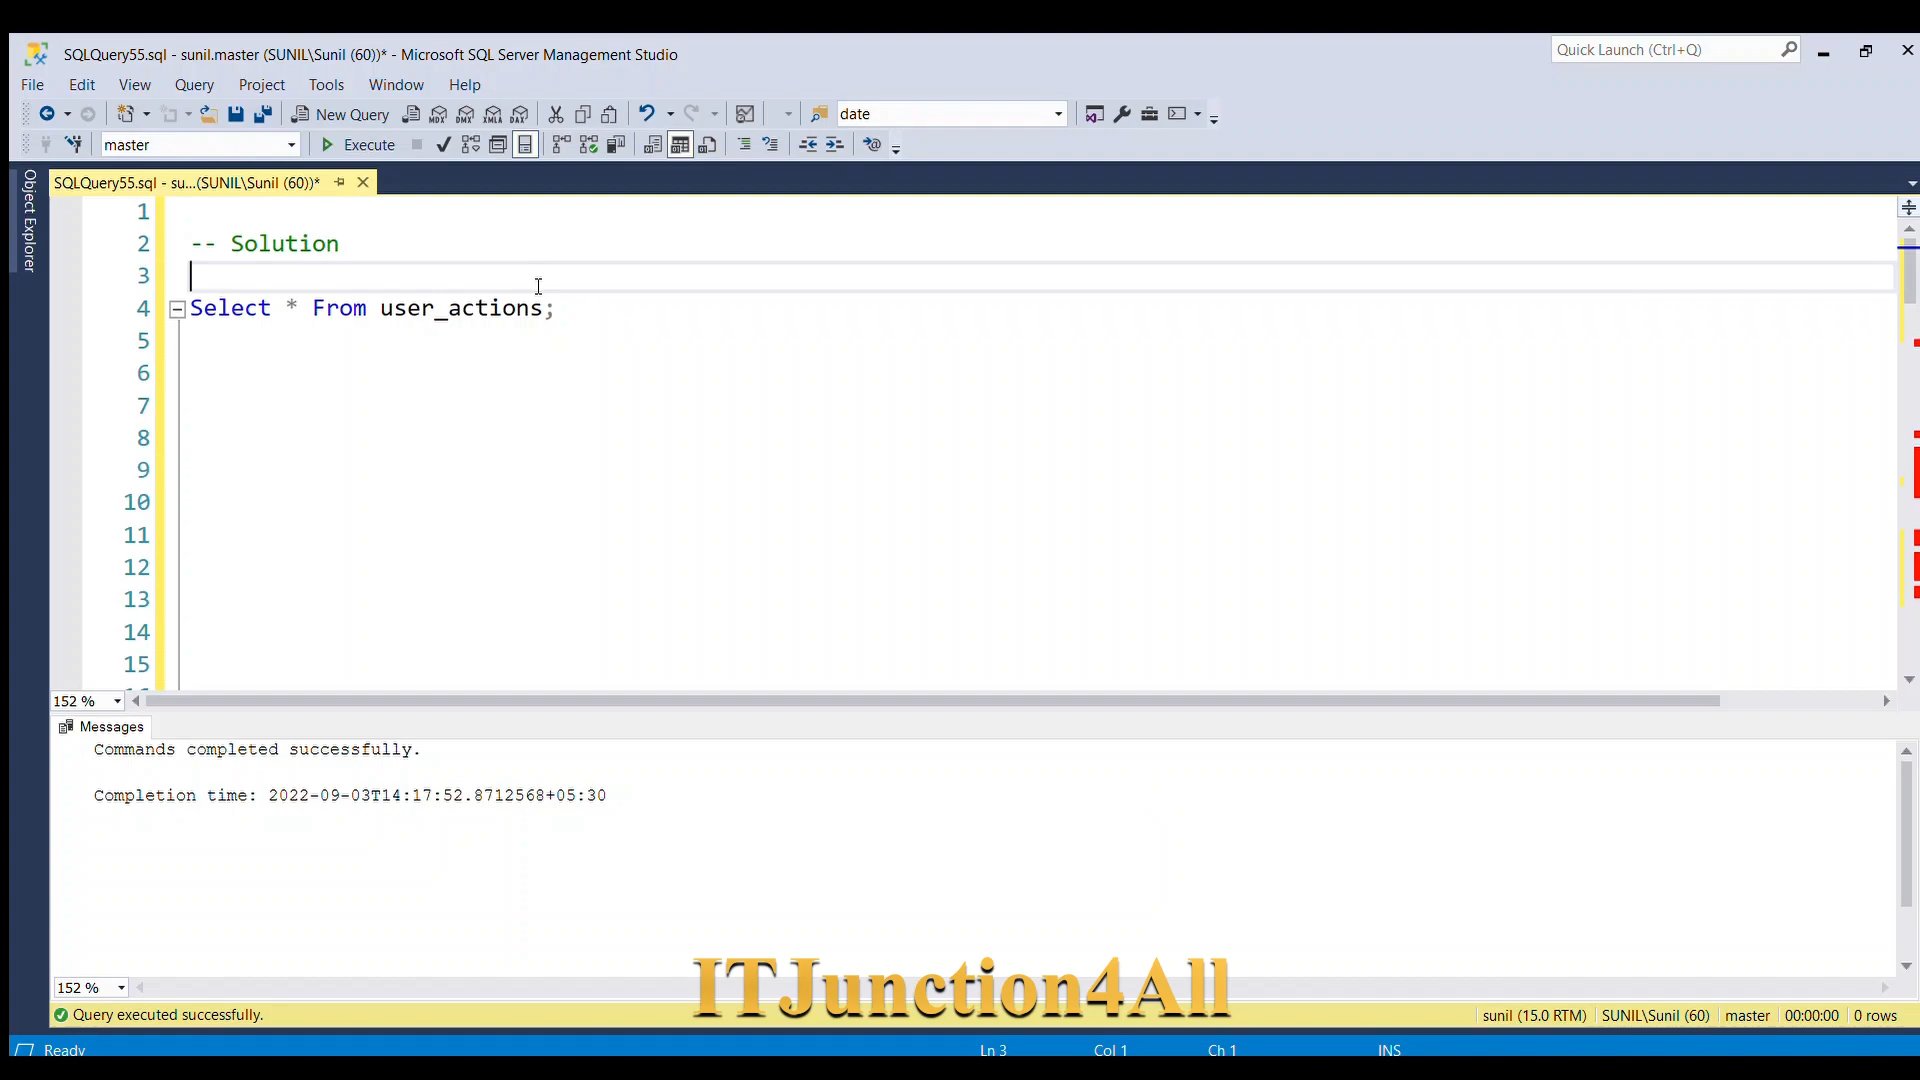 SQLQuery55.sql - sunil.master (SUNIL\Sunil (60))* - Microsoft SQL Server Management Studio
Quick Launch (Ctrl+Q)
File Edit View Query Project Tools Window Help
New Query MDX DMX XMLA DAX date
master Execute
Object Explorer
SQLQuery55.sql - su...(SUNIL\Sunil (60))*
1
2 -- Solution
3
4 Select * From user_actions;
5
6
7
8
9
10
11
12
13
14
15
152 %
Messages
Commands completed successfully.
Completion time: 2022-09-03T14:17:52.8712568+05:30
ITJunction4All
152 %
Query executed successfully. sunil (15.0 RTM) SUNIL\Sunil (60) master 00:00:00 0 rows
Ready Ln 3 Col 1 Ch 1 INS